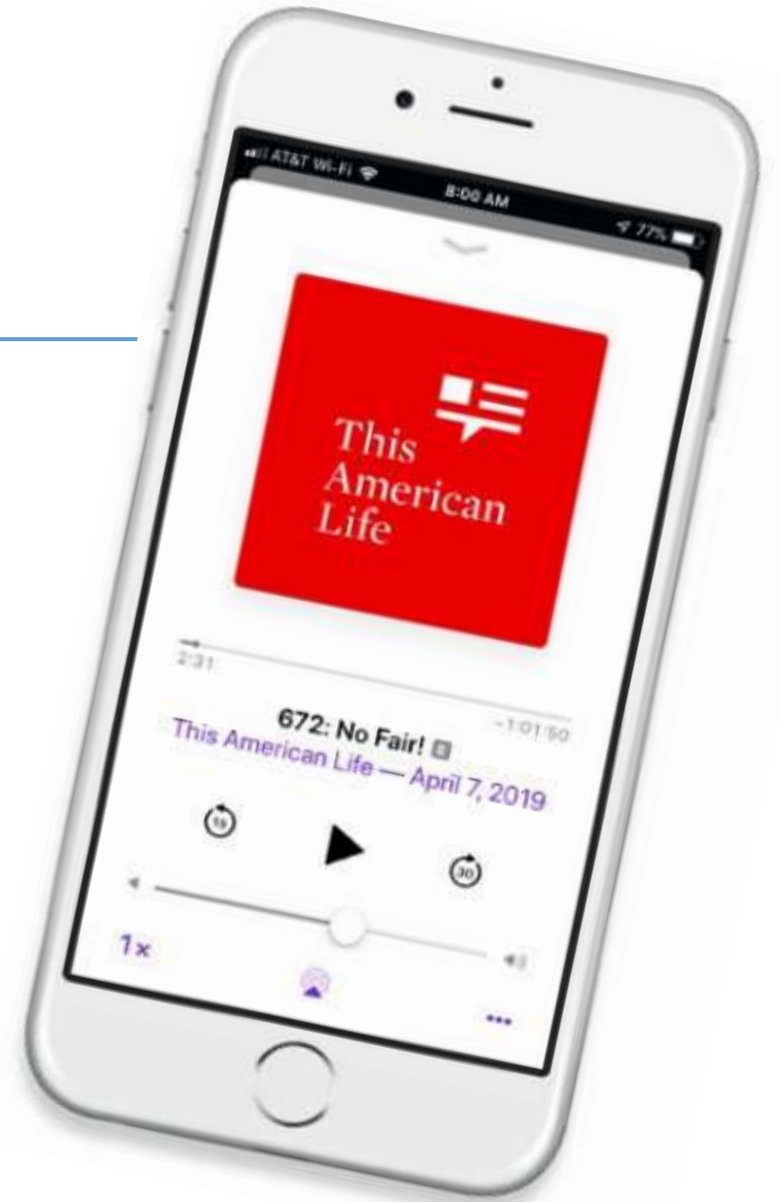 AT&T Wi-Fi 8:00 AM 77%
This
American
Life
2:31 -1:01:50
672: No Fair! E
This American Life — April 7, 2019
15 30
1x